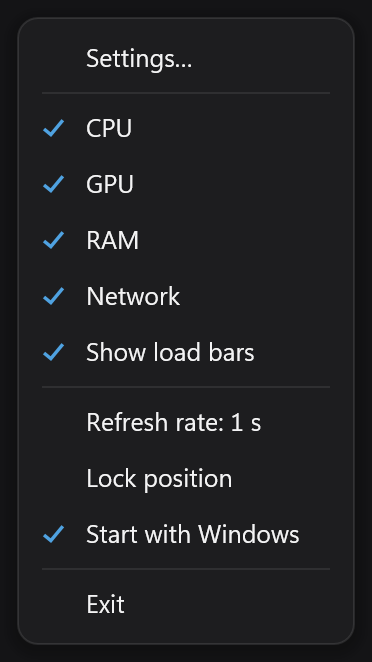 Settings...
CPU
GPU
RAM
Network
Show load bars
Refresh rate: 1 s
Lock position
Start with Windows
Exit